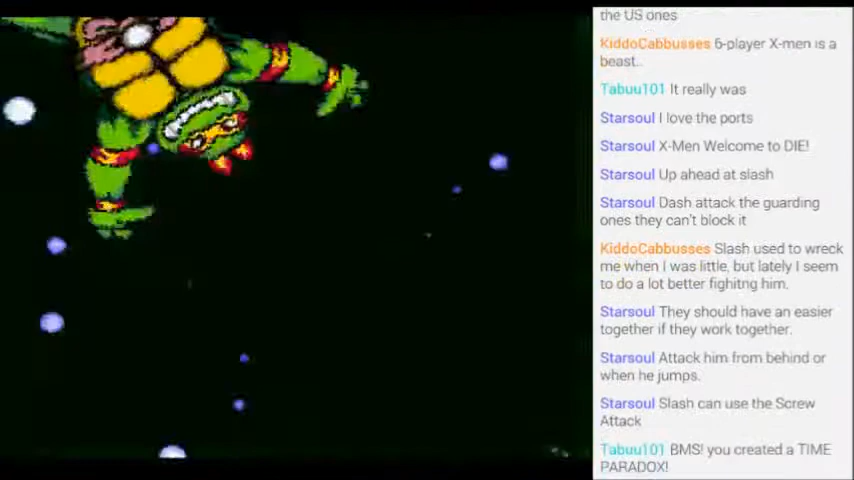 the US ones
KiddoCabbusses 6-player X-men is a
beast..
Tabuu101 It really was
Starsoul I love the ports
Starsoul X-Men Welcome to DIE!
Starsoul Up ahead at slash
Starsoul Dash attack the guarding
ones they can't block it
KiddoCabbusses Slash used to wreck
me when I was little, but lately I seem
to do a lot better fighitng him.
Starsoul They should have an easier
together if they work together.
Starsoul Attack him from behind or
when he jumps.
Starsoul Slash can use the Screw
Attack
Tabuu101 BMS! you created a TIME
PARADOX!